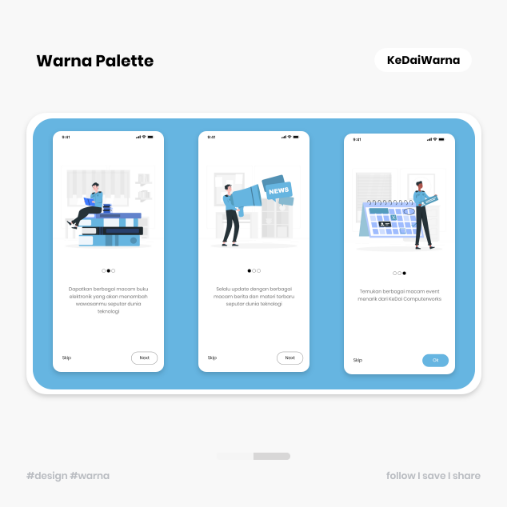 Warna Palette
KeDaiWarna
9:41
9:41
9:41
NEWS
Dapatkan berbagai macam buku
elektronik yang akan menambah
wawasanmu seputar dunia
teknologi
Selalu update dengan berbagai
macam berita dan materi terbaru
seputar dunia teknologi
Temukan berbagai macam event
menarik dari KeDai Computerworks
Skip
Next
Skip
Next
Skip
Ok
#design #warna
follow I save I share